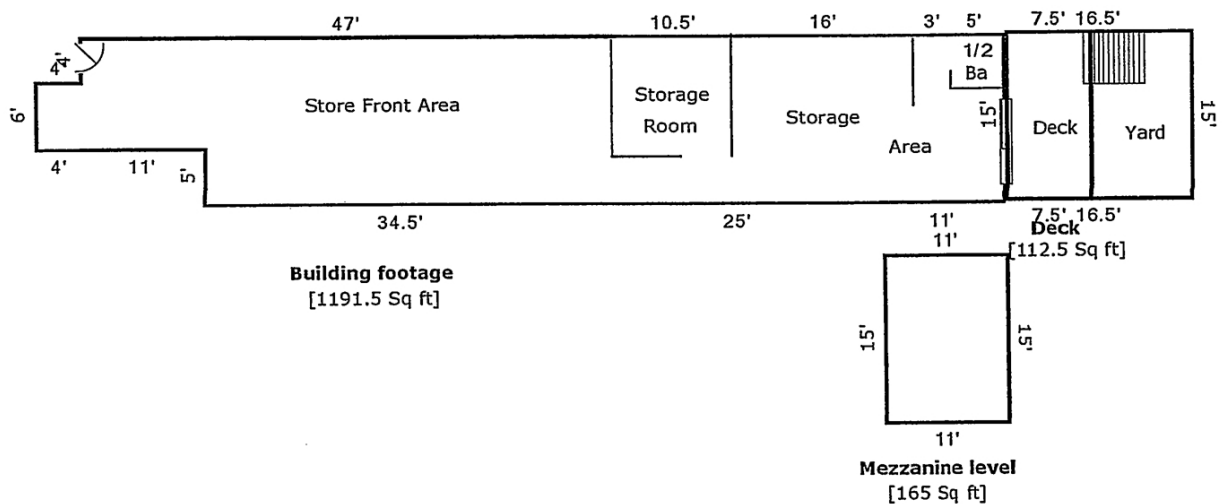 47' 10.5' 16' 3' 5' 7.5' 16.5'
4'
4'
1/2
Ba
Store Front Area
Storage
Room
Storage
Area
6'
15'
Deck
Yard
15'
4' 11'
5'
34.5' 25' 11' 7.5' 16.5'
Deck
[112.5 Sq ft]
Building footage
[1191.5 Sq ft]
11'
15'
15'
11'
Mezzanine level
[165 Sq ft]